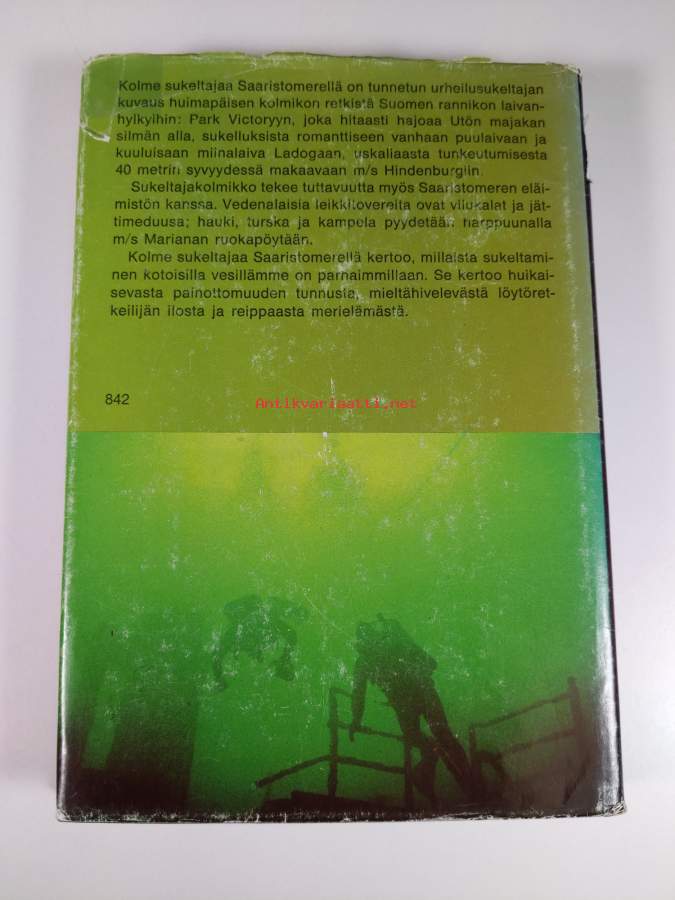 Kolme sukeltajaa Saaristomerellä on tunnetun urheilusukeltajan
kuvaus huimapäisen kolmikon retkistä Suomen rannikon laivan-
hylkyihin: Park Victoryyn, joka hitaasti hajoaa Utön majakan
silmän alla, sukelluksista romanttiseen vanhaan puulaivaan ja
kuuluisaan miinalaiva Ladogaan, uskaliaasta tunkeutumisesta
40 metrin syvyydessä makaavaan m/s Hindenburgiin.
Sukeltajakolmikko tekee tuttavuutta myös Saaristomeren eläi-
mistön kanssa. Vedenalaisia leikkitovereita ovat vilukalat ja jät-
timeduusa; hauki, turska ja kampela pyydetään harppuunalla
m/s Marianan ruokapöytään.
Kolme sukeltajaa Saaristomerellä kertoo, millaista sukeltami-
nen kotoisilla vesillämme on parhaimmillaan. Se kertoo huikai-
sevasta painottomuuden tunnusta, mieltähivelevästä löytöret-
keilijän ilosta ja reippaasta merielämästä.
842
Antikvariaatti.net